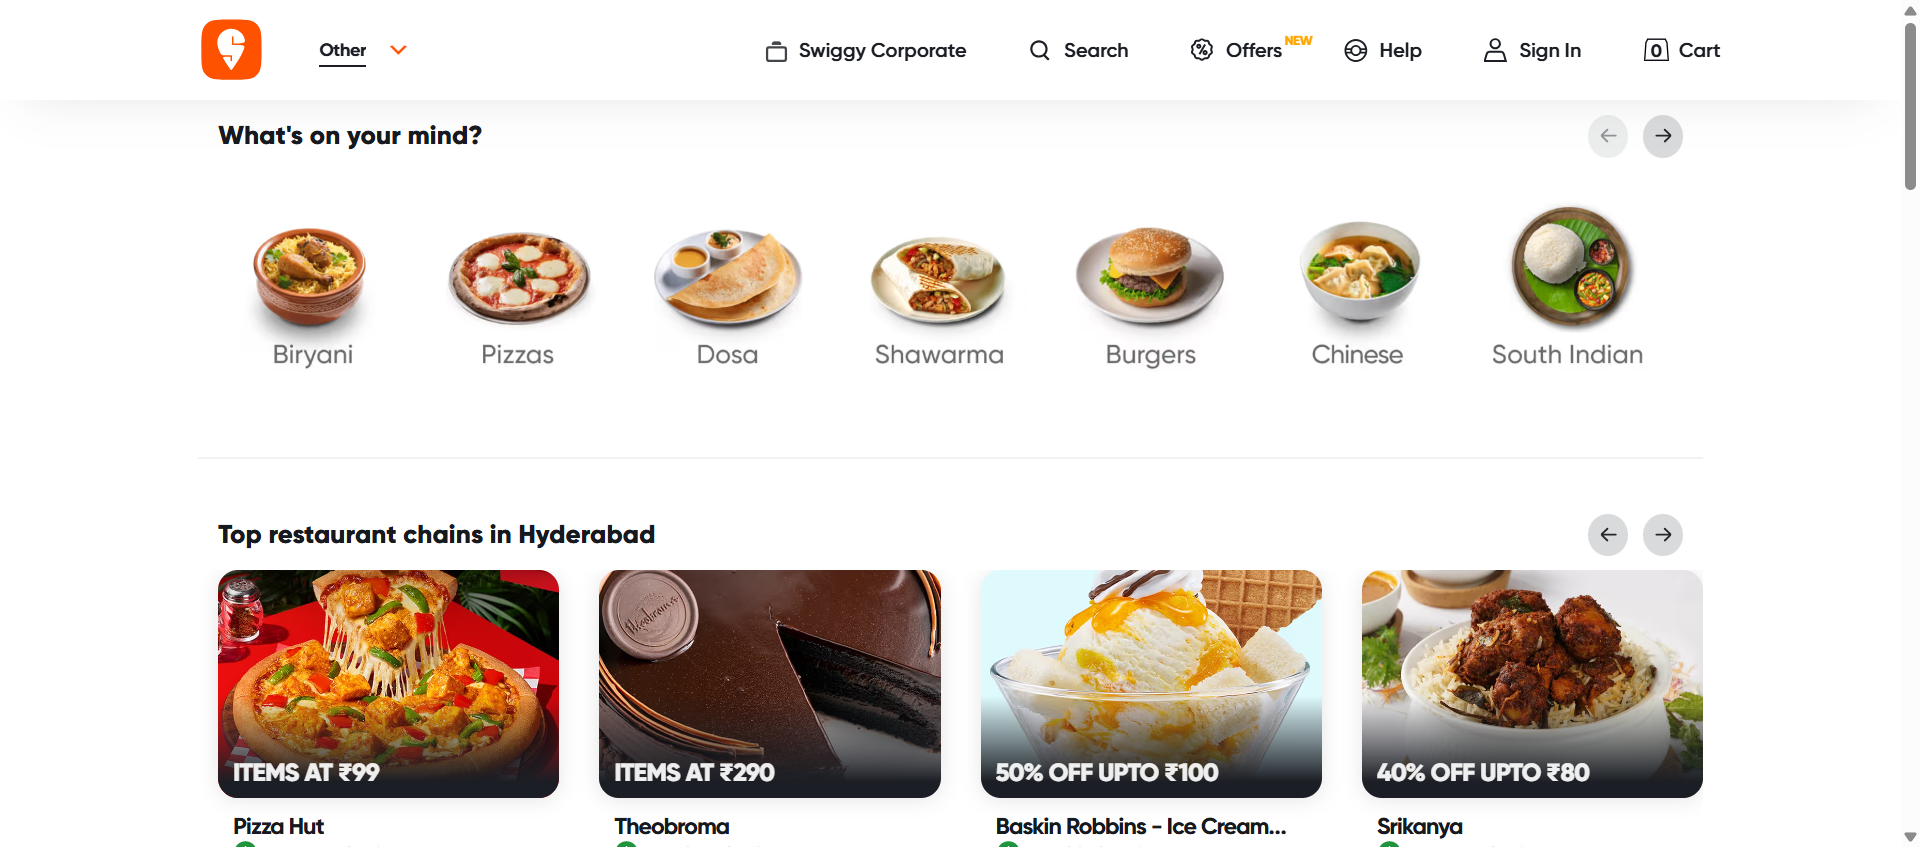 Other
Swiggy Corporate
Search
Offers NEW
Help
Sign In
0 Cart
What's on your mind?
Biryani
Pizzas
Dosa
Shawarma
Burgers
Chinese
South Indian
Top restaurant chains in Hyderabad
Theobroma
ITEMS AT ₹99
ITEMS AT ₹290
50% OFF UPTO ₹100
40% OFF UPTO ₹80
Pizza Hut
Theobroma
Baskin Robbins - Ice Cream...
Srikanya